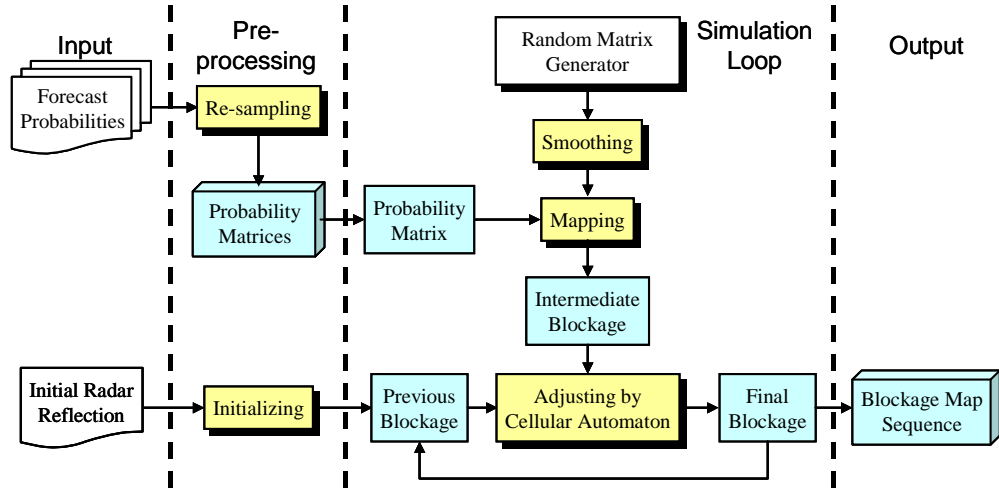 Input
Pre-
processing
Simulation
Loop
Output
Random Matrix
Generator
Forecast
Probabilities
Re-sampling
Smoothing
Probability
Matrices
Probability
Matrix
Mapping
Intermediate
Blockage
Initial Radar
Reflection
Initializing
Previous
Blockage
Adjusting by
Cellular Automaton
Final
Blockage
Blockage Map
Sequence